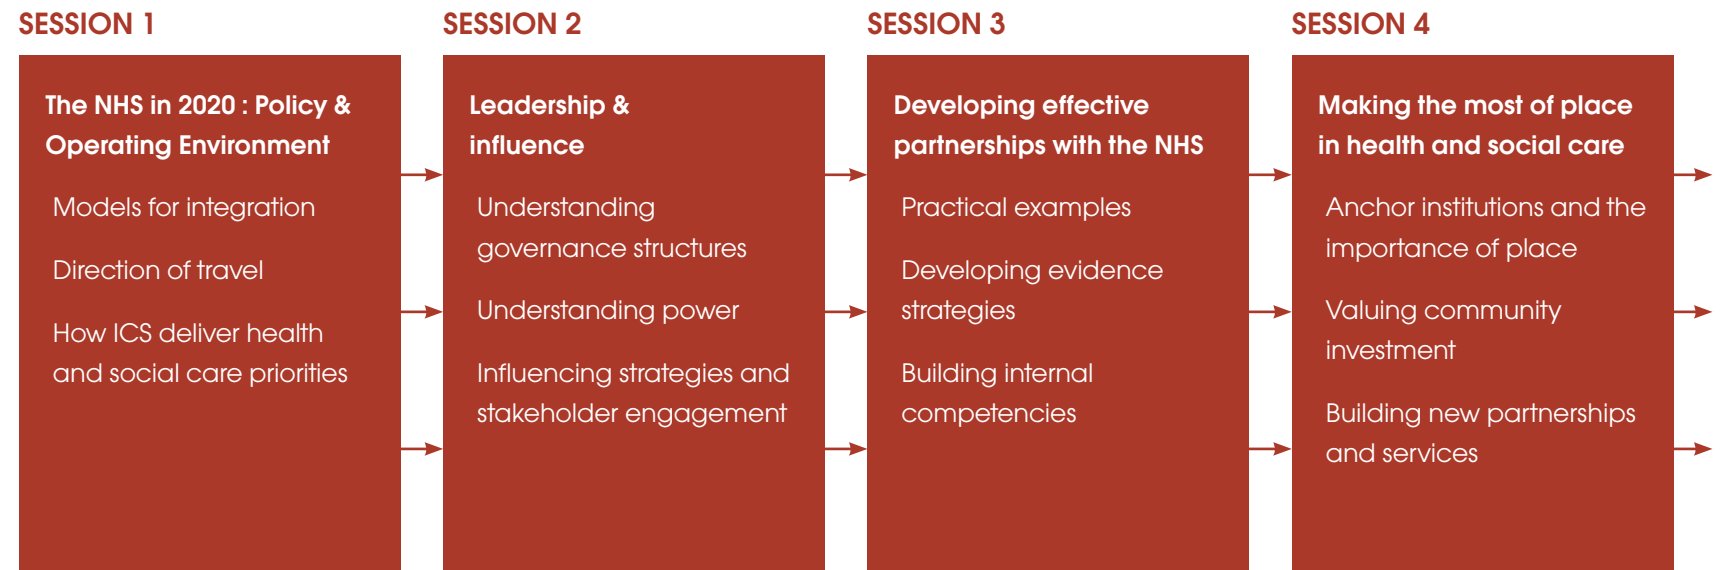 SESSION 1
The NHS in 2020 : Policy &
Operating Environment
Models for integration
Direction of travel
How ICS deliver health
and social care priorities
SESSION 2
Leadership &
influence
Understanding
governance structures
Understanding power
Influencing strategies and
stakeholder engagement
SESSION 3
Developing effective
partnerships with the NHS
Practical examples
Developing evidence
strategies
Building internal
competencies
SESSION 4
Making the most of place
in health and social care
Anchor institutions and the
importance of place
Valuing community
investment
Building new partnerships
and services